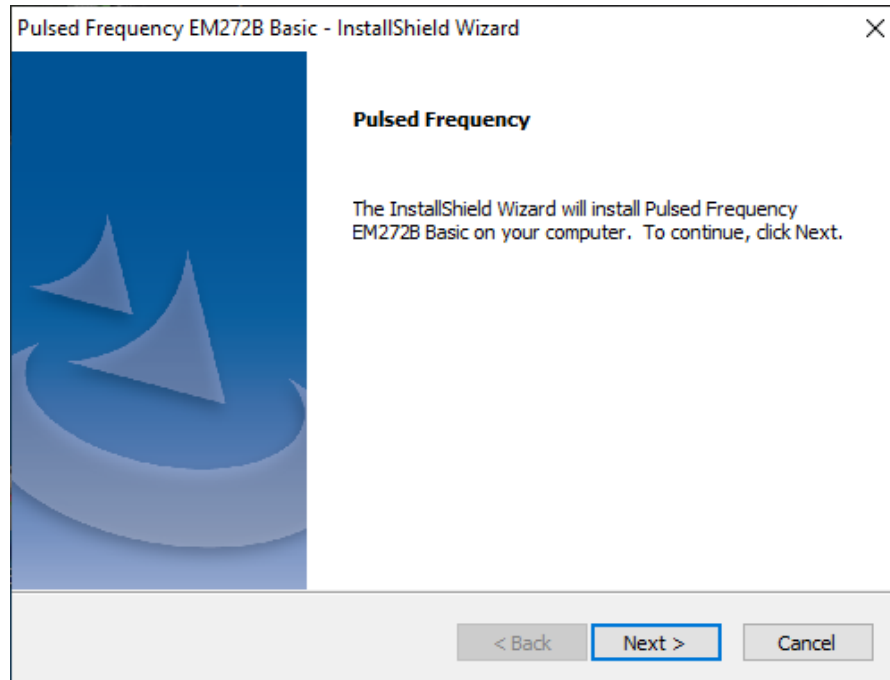 Pulsed Frequency EM272B Basic - InstallShield Wizard
Pulsed Frequency
The InstallShield Wizard will install Pulsed Frequency
EM272B Basic on your computer.  To continue, click Next.
< Back
Next >
Cancel